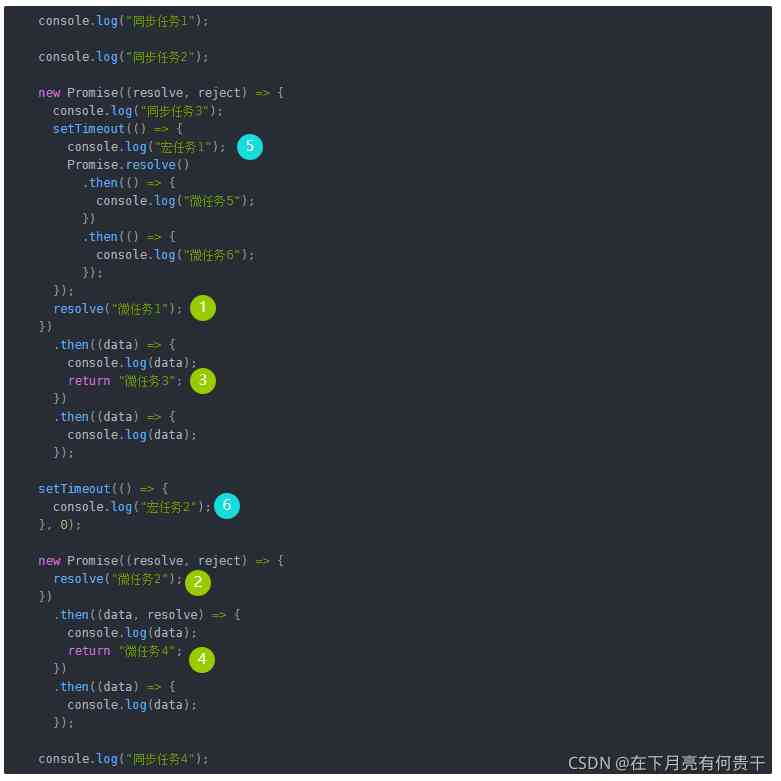 console.log("同步任务1");
console.log("同步任务2");
new Promise((resolve, reject) => {
console.log("同步任务3");
setTimeout(() => {
console.log("宏任务1"); 5
Promise.resolve()
.then(() => {
console.log("微任务5");
})
.then(() => {
console.log("微任务6");
});
});
resolve("微任务1"); 1
})
.then((data) => {
console.log(data);
return "微任务3"; 3
})
.then((data) => {
console.log(data);
});
setTimeout(() => {
console.log("宏任务2"); 6
}, 0);
new Promise((resolve, reject) => {
resolve("微任务2"); 2
})
.then((data, resolve) => {
console.log(data);
return "微任务4"; 4
})
.then((data) => {
console.log(data);
});
console.log("同步任务4");
CSDN @在下月亮有何贵干